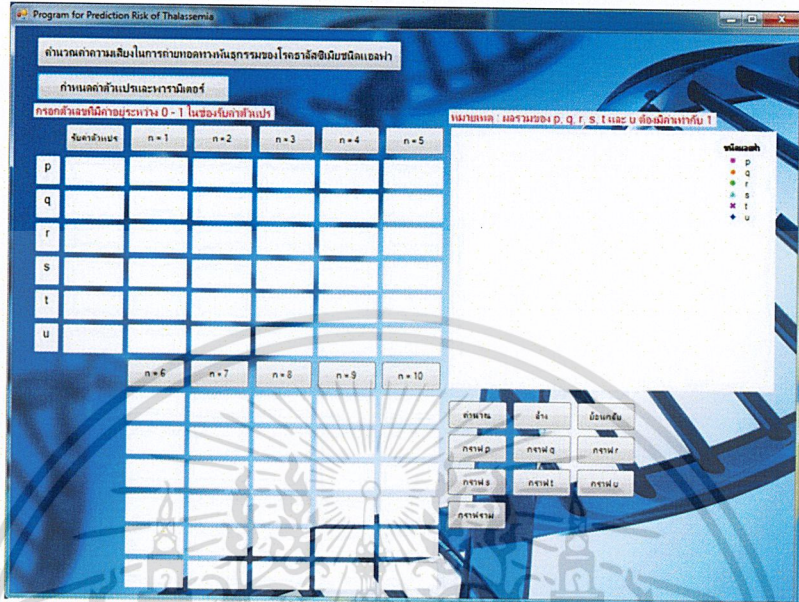 Program for Prediction Risk of Thalassemia
คำนวณค่าความเสี่ยงในการถ่ายทอดทางพันธุกรรมของโรคธาลัสซีเมียชนิดแอลฟา
กำหนดค่าตัวแปรและพารามิเตอร์
กรอกตัวเลขที่มีค่าอยู่ระหว่าง 0 - 1 ในช่องรับค่าตัวแปร
หมายเหตุ : ผลรวมของ p, q, r, s, t และ u ต้องมีค่าเท่ากับ 1
รับค่าตัวแปร n = 1 n = 2 n = 3 n = 4 n = 5
p
q
r
s
t
u
ชนิดแอลฟา
p
q
r
s
t
u
n = 6 n = 7 n = 8 n = 9 n = 10
คำนวณ ล้าง ย้อนกลับ
กราฟ p กราฟ q กราฟ r
กราฟ s กราฟ t กราฟ u
กราฟรวม